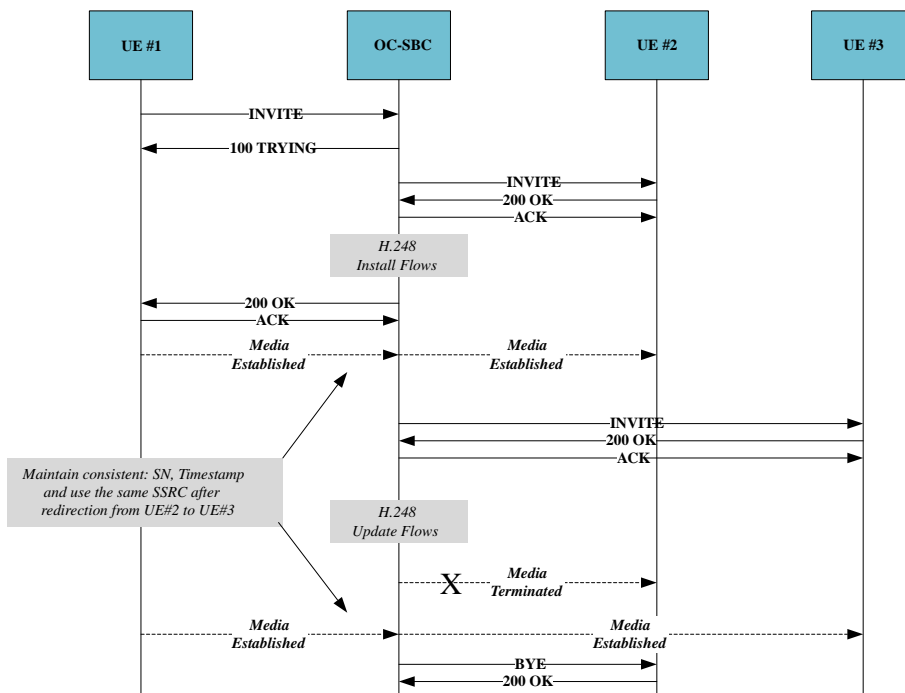 UE #1
OC-SBC
UE #2
UE #3
INVITE
100 TRYING
INVITE
200 OK
ACK
H.248
Install Flows
200 OK
ACK
Media
Established
Media
Established
INVITE
200 OK
ACK
Maintain consistent: SN, Timestamp
and use the same SSRC after
redirection from UE#2 to UE#3
H.248
Update Flows
X
Media
Terminated
Media
Established
Media
Established
BYE
200 OK